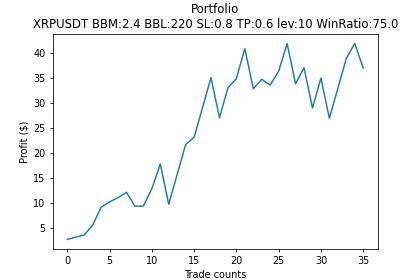 Portfolio
XRPUSDT BBM:2.4 BBL:220 SL:0.8 TP:0.6 lev:10 WinRatio:75.0
40
35
30
25
20
15
10
5
Profit ($)
0 5 10 15 20 25 30 35
Trade counts